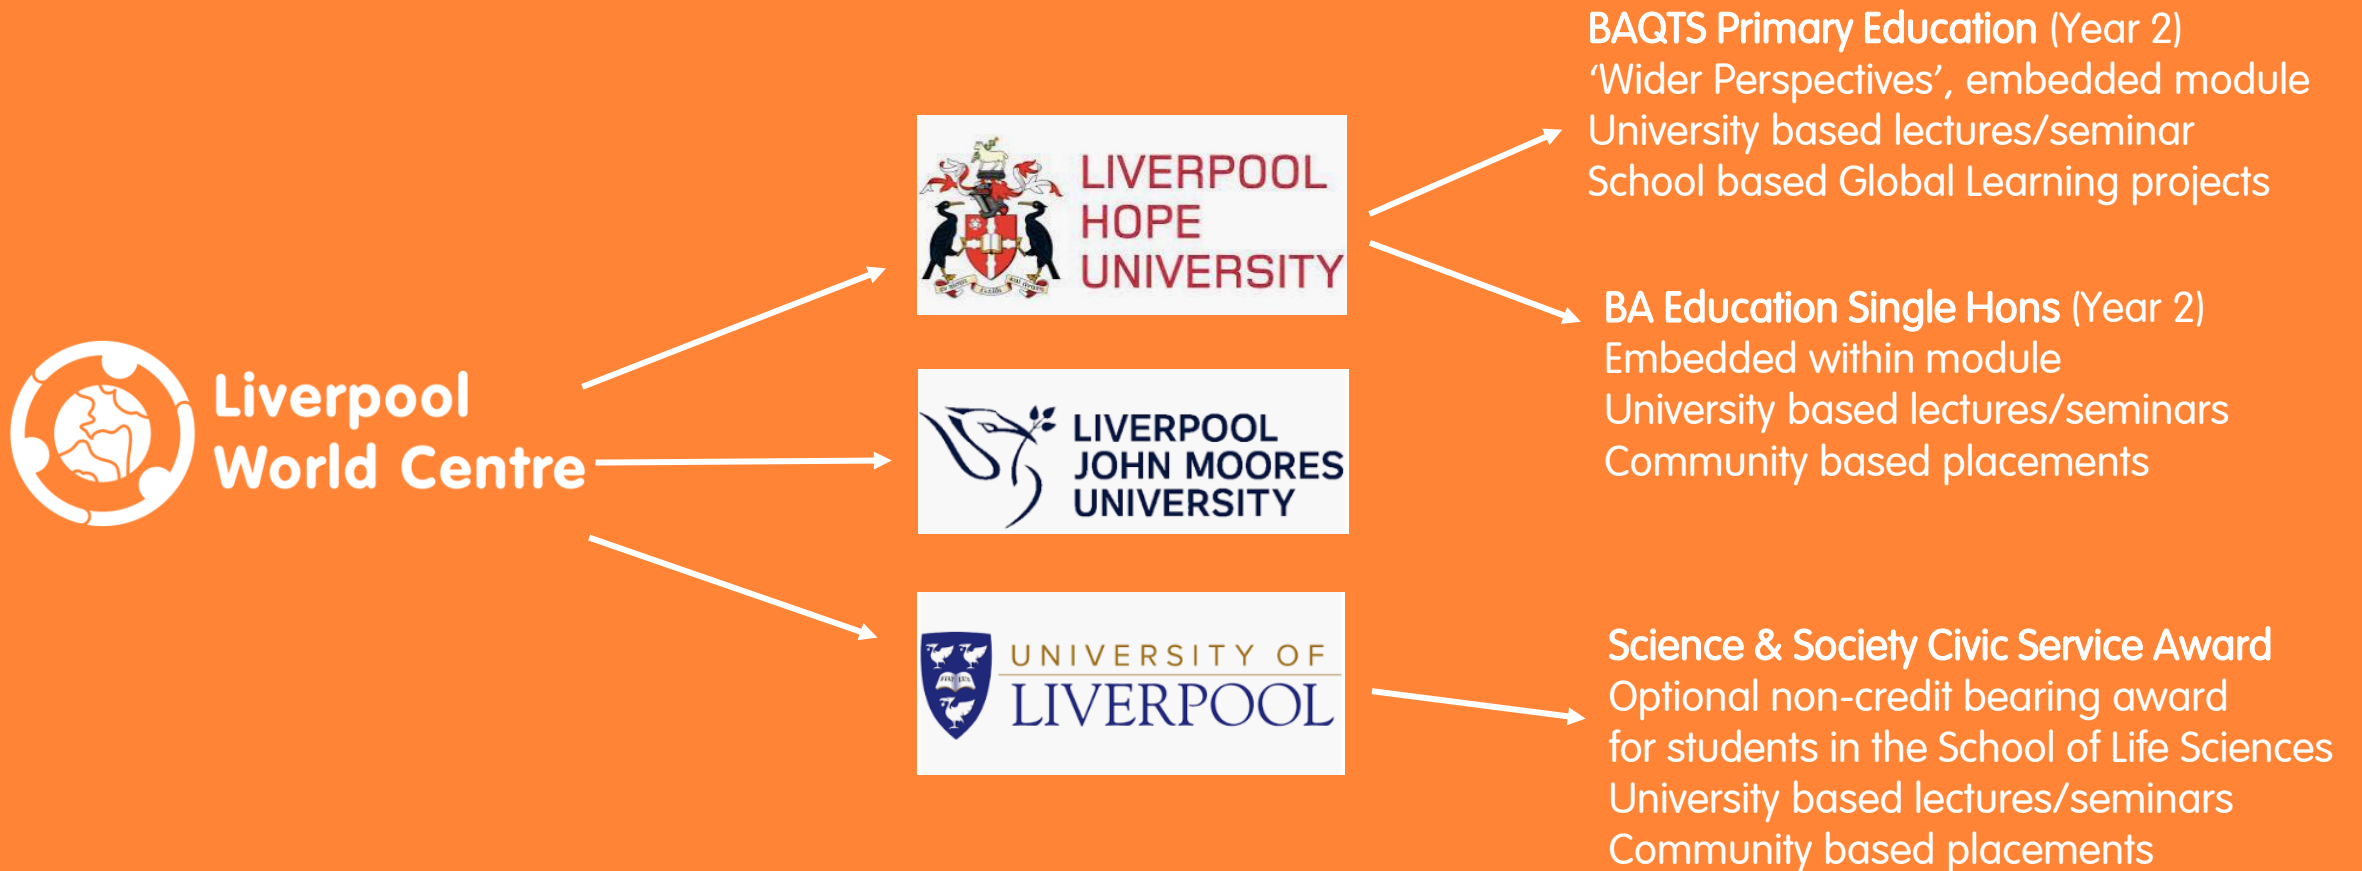 Liverpool
World Centre
LIVERPOOL
HOPE
UNIVERSITY
LIVERPOOL
JOHN MOORES
UNIVERSITY
UNIVERSITY OF
LIVERPOOL
BAQTS Primary Education (Year 2)
‘Wider Perspectives’, embedded module
University based lectures/seminar
School based Global Learning projects
BA Education Single Hons (Year 2)
Embedded within module
University based lectures/seminars
Community based placements
Science & Society Civic Service Award
Optional non-credit bearing award
for students in the School of Life Sciences
University based lectures/seminars
Community based placements